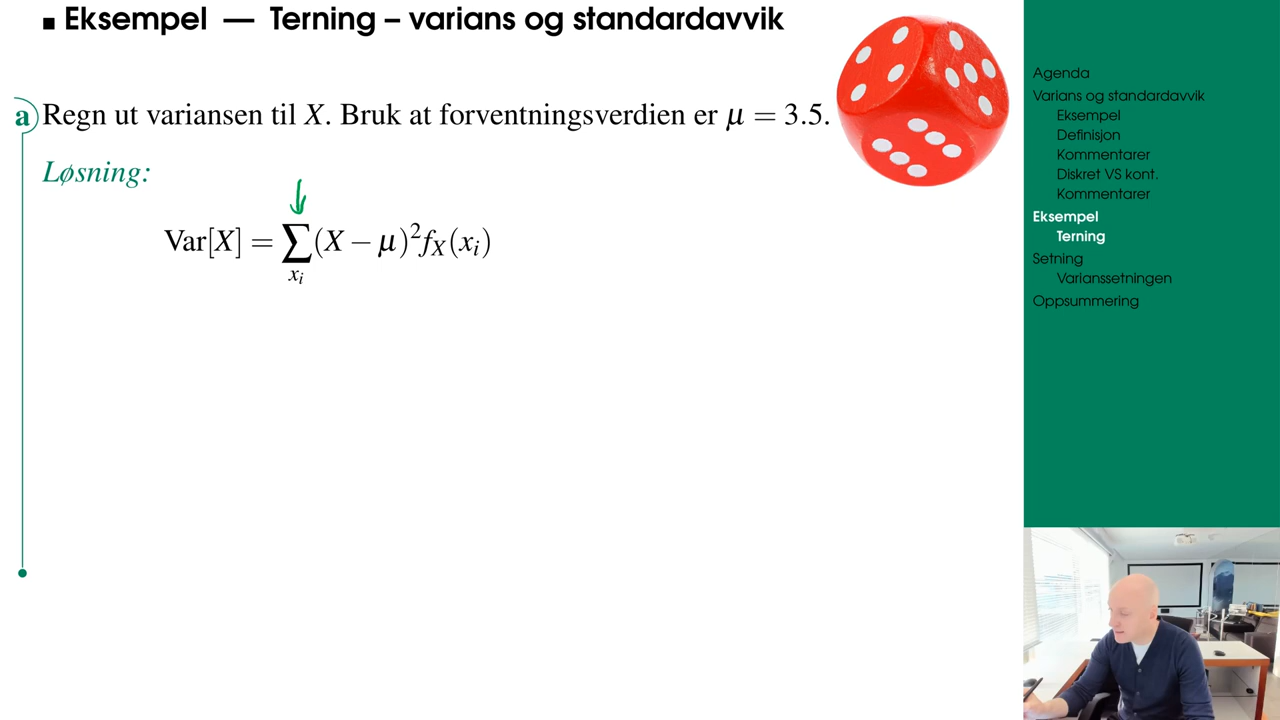 ▪ Eksempel — Terning – varians og standardavvik
a Regn ut variansen til X. Bruk at forventningsverdien er μ = 3.5.
Løsning:
Var[X] = ∑(X − μ)² f_X(x_i)
x_i
Agenda
Varians og standardavvik
Eksempel
Definisjon
Kommentarer
Diskret VS kont.
Kommentarer
Eksempel
Terning
Setning
Varianssetningen
Oppsummering